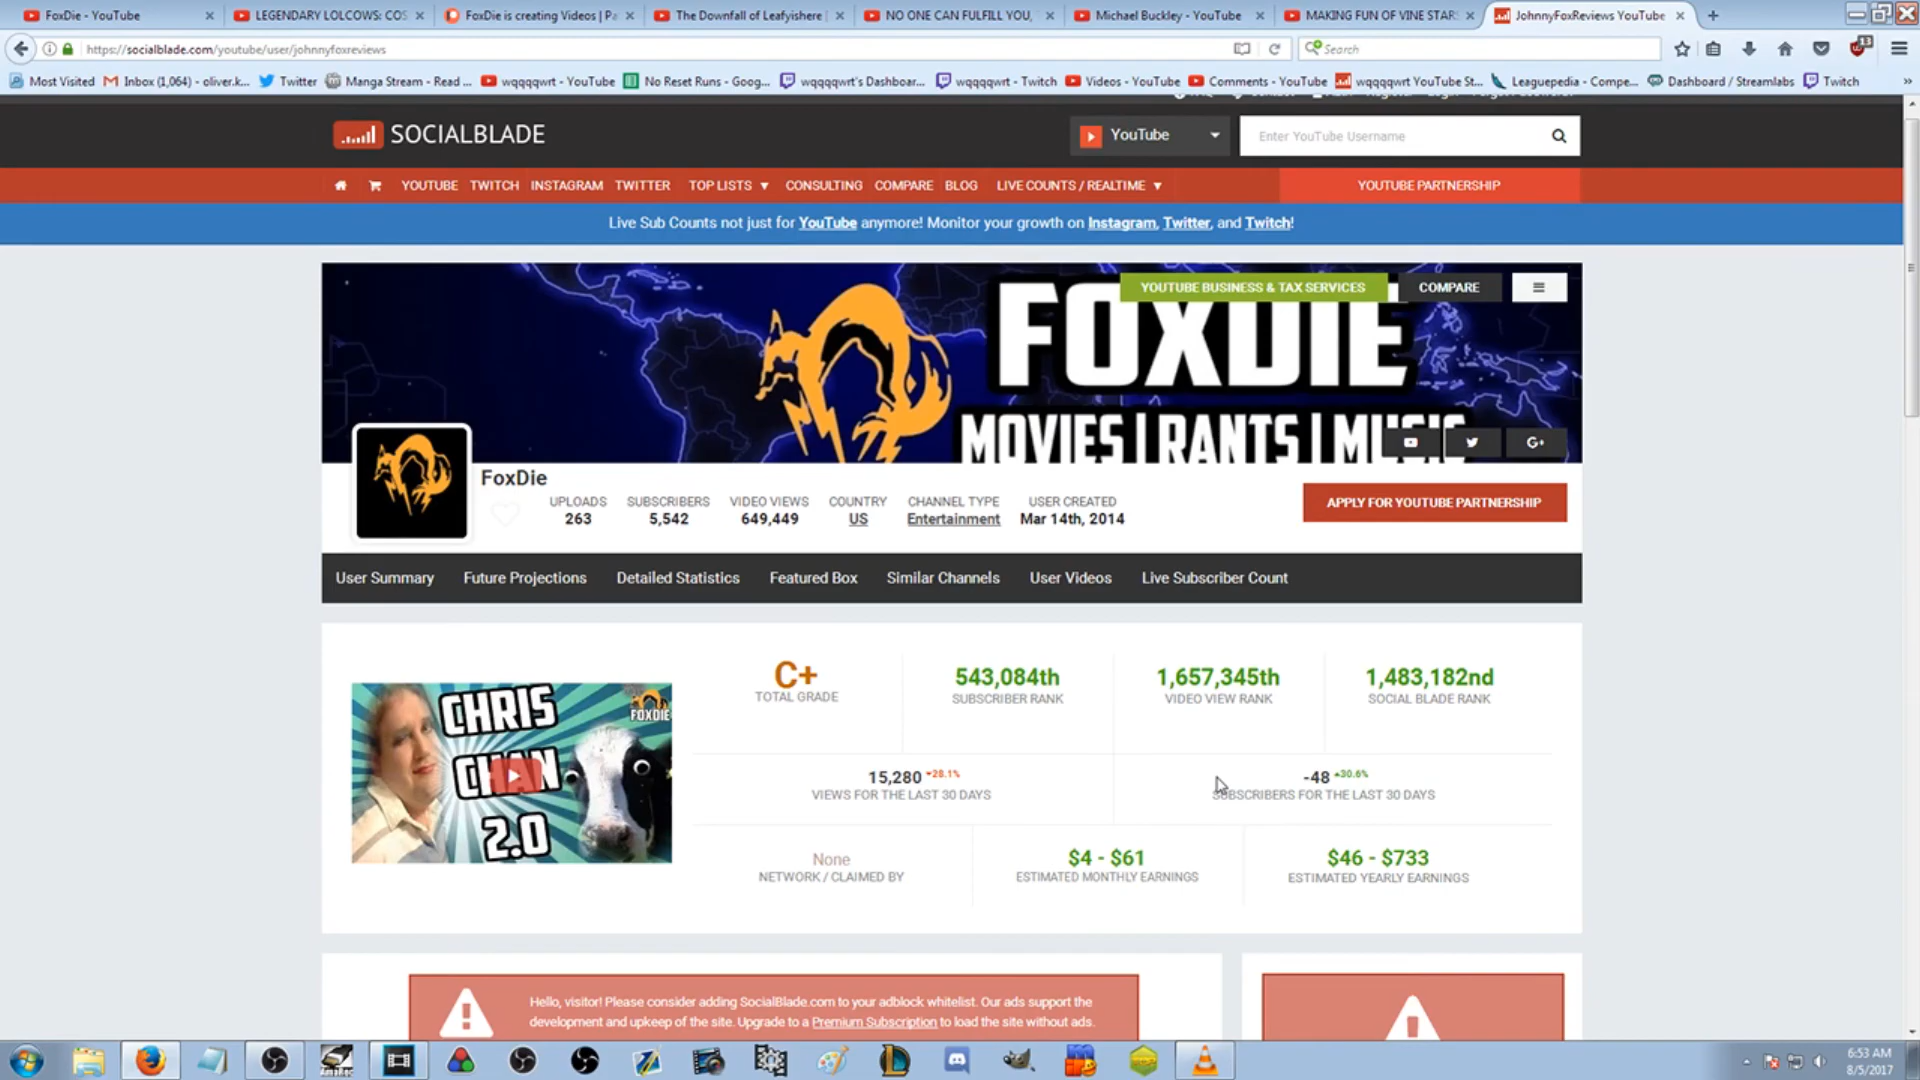 FoxDie - YouTube
LEGENDARY LOLCOWS: COS
FoxDie is creating Videos | Pa
The Downfall of Leafyishere |
NO ONE CAN FULFILL YOU,
Michael Buckley - YouTube
MAKING FUN OF VINE STAR
JohnnyFoxReviews YouTube
https://socialblade.com/youtube/user/johnnyfoxreviews
Search
13
Most Visited
Inbox (1,064) - oliver.k...
Twitter
Manga Stream - Read ...
wqqqqwrt - YouTube
No Reset Runs - Goog...
wqqqqwrt's Dashboar...
wqqqqwrt - Twitch
Videos - YouTube
Comments - YouTube
wqqqqwrt YouTube St...
Leaguepedia - Compe...
Dashboard / Streamlabs
Twitch
SOCIALBLADE
YouTube
Enter YouTube Username
YOUTUBE TWITCH INSTAGRAM TWITTER TOP LISTS CONSULTING COMPARE BLOG LIVE COUNTS / REALTIME
YOUTUBE PARTNERSHIP
Live Sub Counts not just for YouTube anymore! Monitor your growth on Instagram, Twitter, and Twitch!
YOUTUBE BUSINESS & TAX SERVICES
COMPARE
FOXDIE
MOVIES | RANTS | MUSIC
G+
FoxDie
UPLOADS SUBSCRIBERS VIDEO VIEWS COUNTRY CHANNEL TYPE USER CREATED
263 5,542 649,449 US Entertainment Mar 14th, 2014
APPLY FOR YOUTUBE PARTNERSHIP
User Summary Future Projections Detailed Statistics Featured Box Similar Channels User Videos Live Subscriber Count
CHRIS
CHAN
2.0
FOXDIE
C+
TOTAL GRADE
543,084th
SUBSCRIBER RANK
1,657,345th
VIDEO VIEW RANK
1,483,182nd
SOCIAL BLADE RANK
15,280 28.1%
VIEWS FOR THE LAST 30 DAYS
-48 30.6%
SUBSCRIBERS FOR THE LAST 30 DAYS
None
NETWORK / CLAIMED BY
$4 - $61
ESTIMATED MONTHLY EARNINGS
$46 - $733
ESTIMATED YEARLY EARNINGS
Hello, visitor! Please consider adding SocialBlade.com to your adblock whitelist. Our ads support the
development and upkeep of the site. Upgrade to a Premium Subscription to load the site without ads.
6:53 AM
8/5/2017